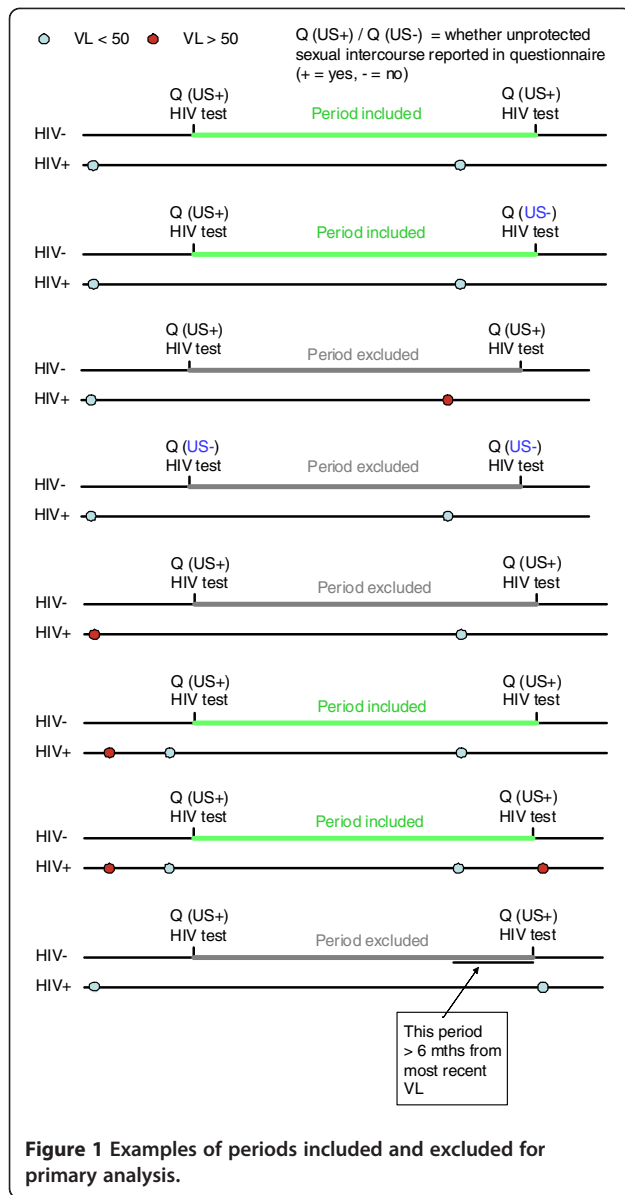 VL < 50 VL > 50 Q (US+) / Q (US-) = whether unprotected
sexual intercourse reported in questionnaire
(+ = yes, - = no)
Q (US+) Q (US+)
HIV test Period included HIV test
HIV-
HIV+
Q (US+) Q (US-)
HIV test Period included HIV test
HIV-
HIV+
Q (US+) Q (US+)
HIV test Period excluded HIV test
HIV-
HIV+
Q (US-) Q (US-)
HIV test Period excluded HIV test
HIV-
HIV+
Q (US+) Q (US+)
HIV test Period excluded HIV test
HIV-
HIV+
Q (US+) Q (US+)
HIV test Period included HIV test
HIV-
HIV+
Q (US+) Q (US+)
HIV test Period included HIV test
HIV-
HIV+
Q (US+) Q (US+)
HIV test Period excluded HIV test
HIV-
HIV+
This period
> 6 mths from
most recent
VL
Figure 1 Examples of periods included and excluded for
primary analysis.